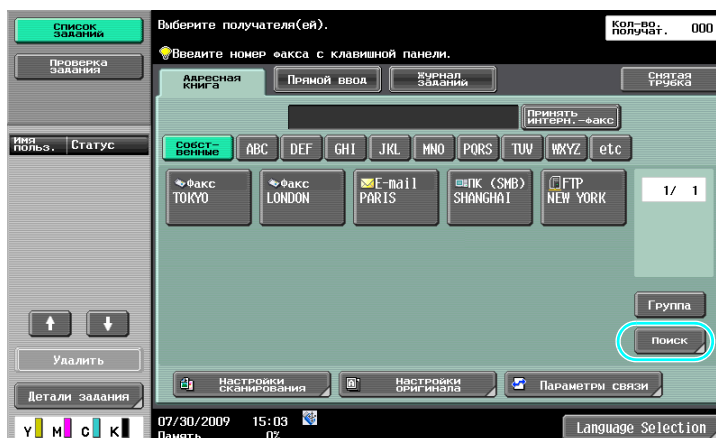 Список
заданий
Проверка
задания
Имя
польз.
Статус
Удалить
Детали задания
Y M C K
Выберите получателя(ей).
Кол-во.
получат.
000
Введите номер факса с клавишной панели.
Адресная
книга
Прямой ввод
Журнал
заданий
Снятая
трубка
Принять
интерн.-факс
Собст-
венные
ABC DEF GHI JKL MNO PQRS TUV WXYZ etc
Факс
TOKYO
Факс
LONDON
E-mail
PARIS
ПК (SMB)
SHANGHAI
FTP
NEW YORK
1/ 1
Группа
Поиск
Настройки
сканирования
Настройки
оригинала
Параметры связи
07/30/2009 15:03
Память 0%
Language Selection